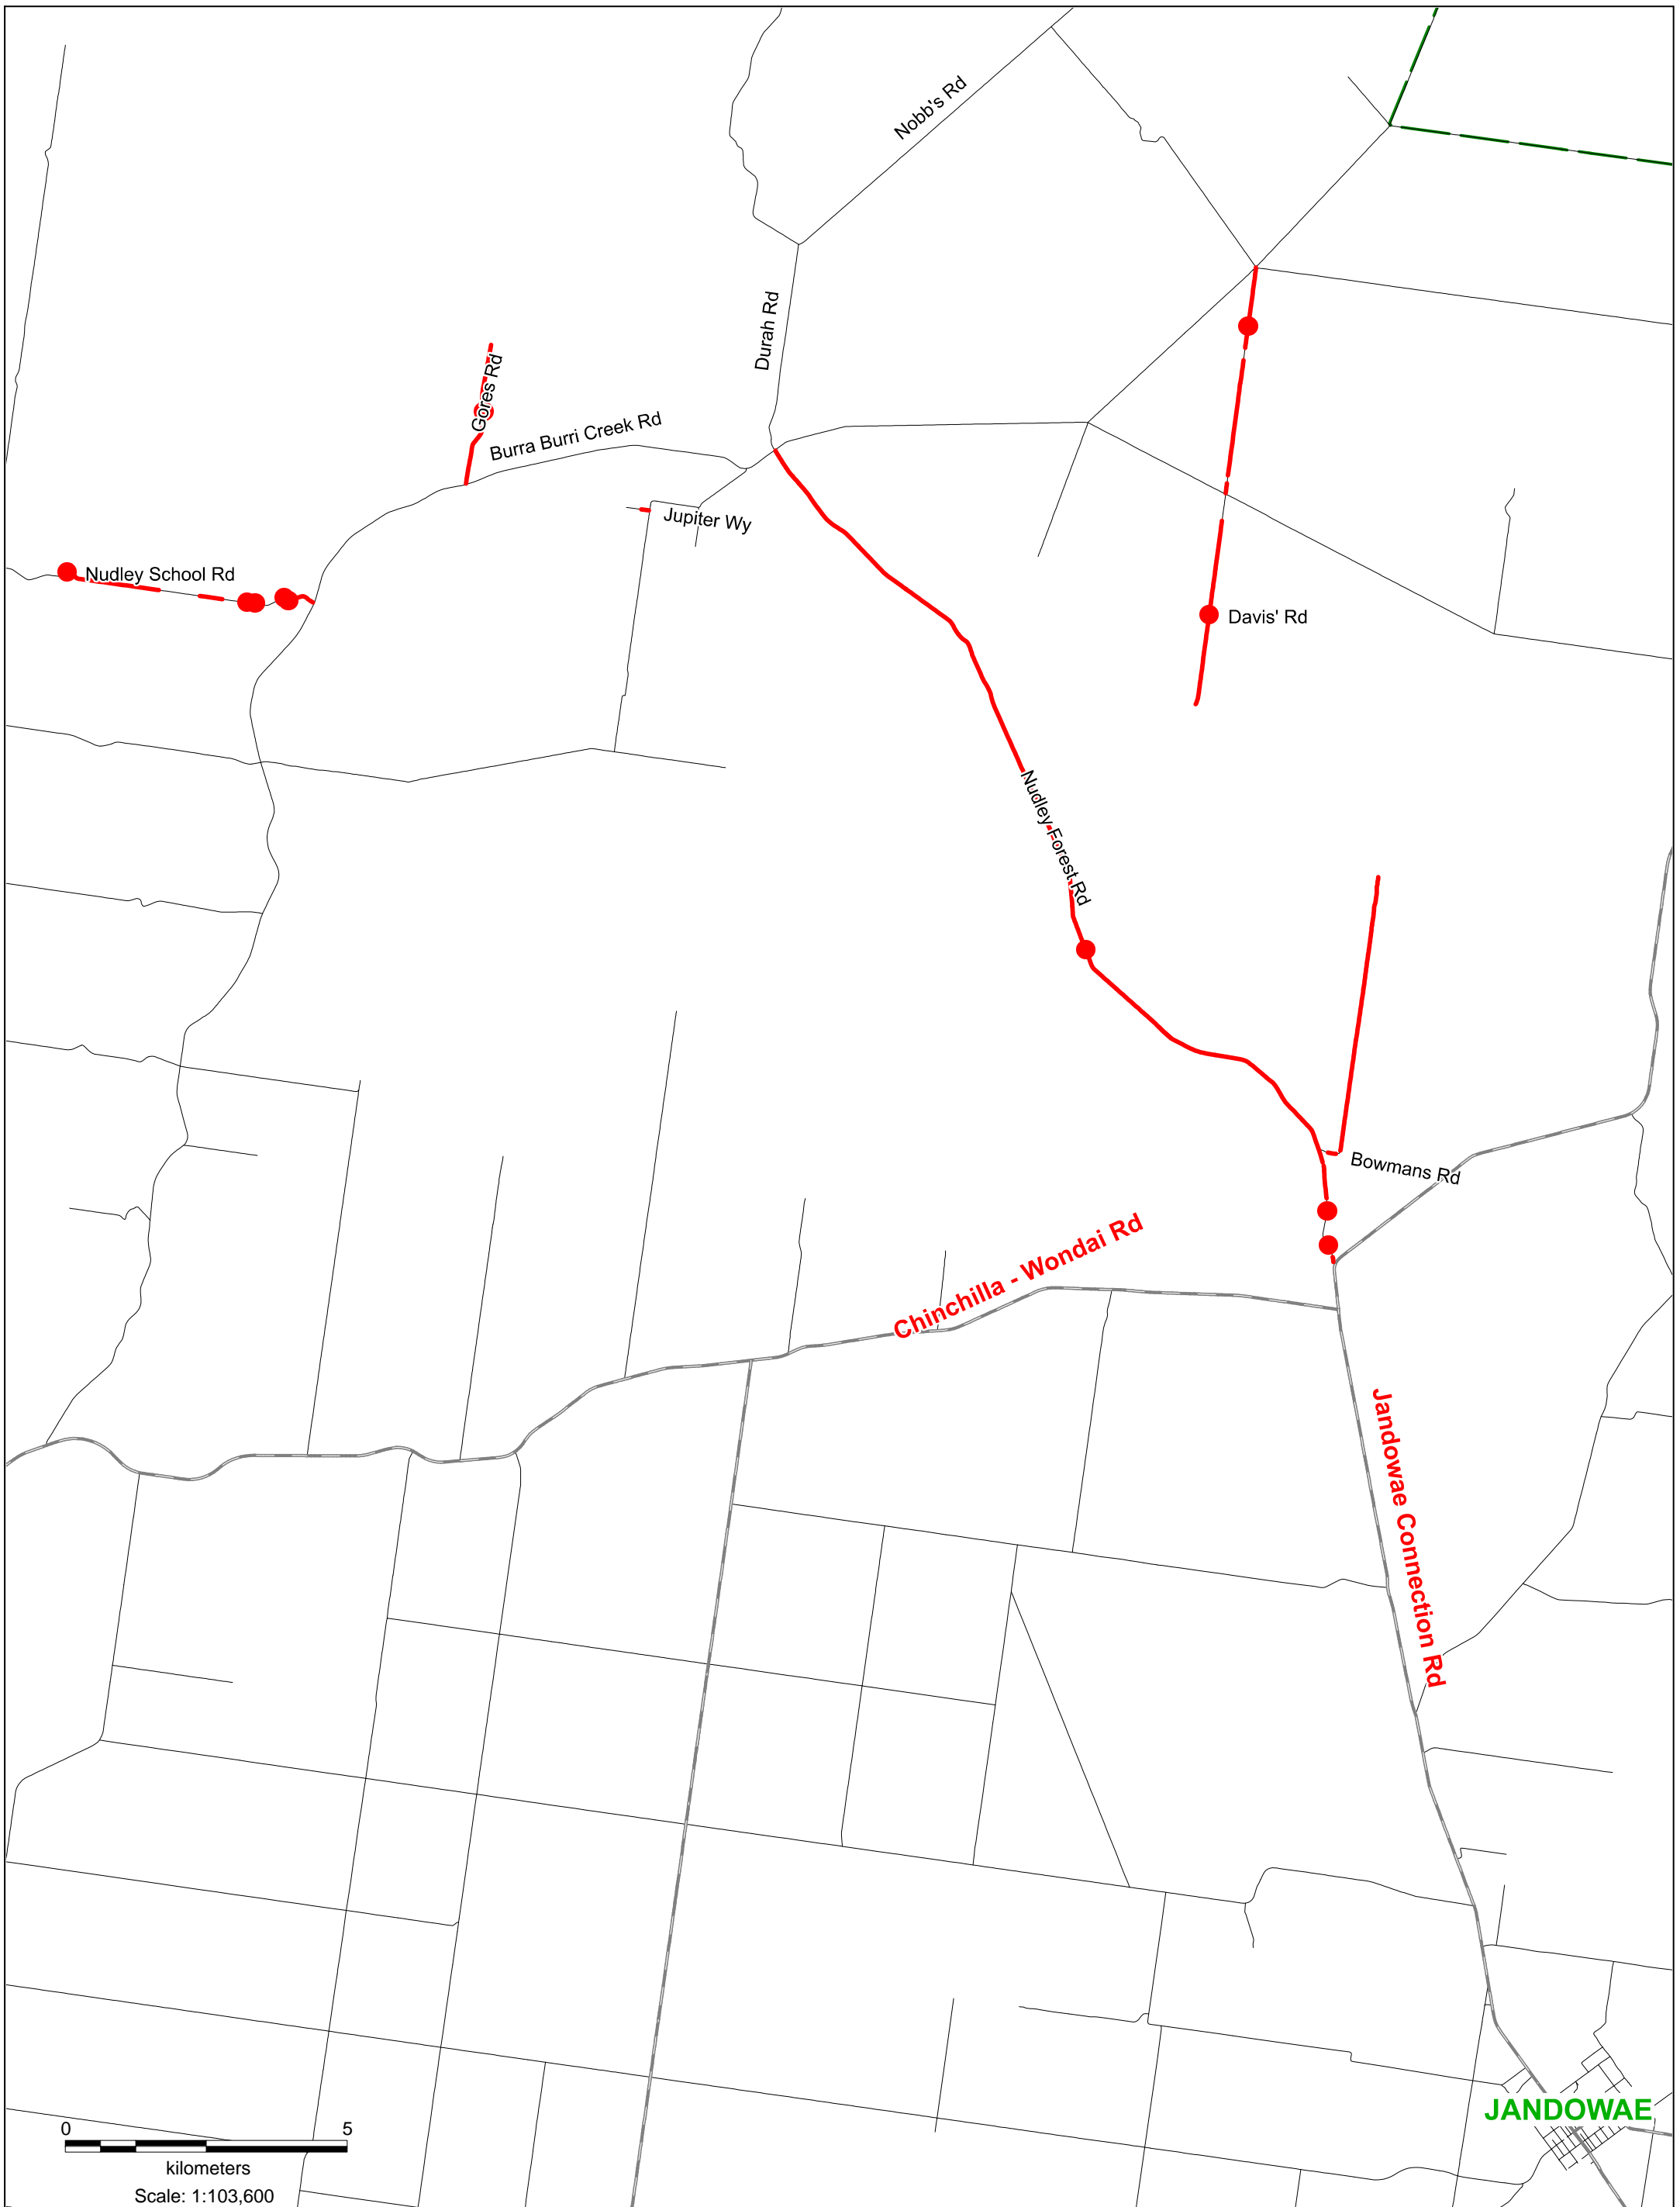 Nobb's Rd
Durah Rd
Gores Rd
Burra Burri Creek Rd
Jupiter Wy
Nudley School Rd
Davis' Rd
Nudley Forest Rd
Bowmans Rd
Chinchilla - Wondai Rd
Jandowae Connection Rd
JANDOWAE
0 5
kilometers
Scale: 1:103,600